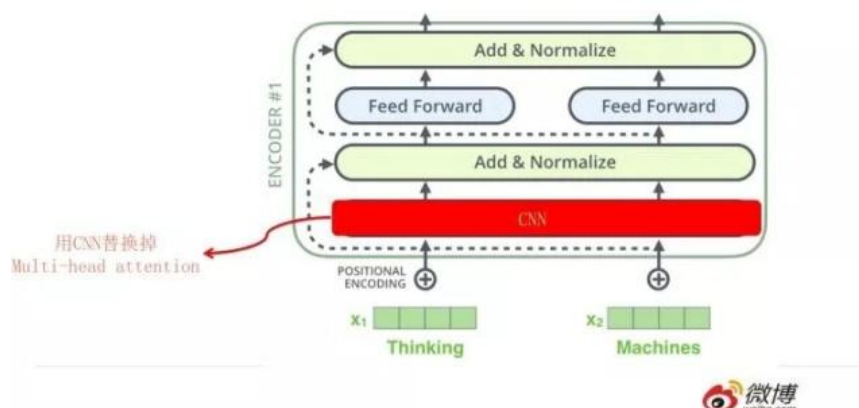 Add & Normalize
ENCODER #1
Feed Forward
Feed Forward
Add & Normalize
CNN
用CNN替换掉
Multi-head attention
POSITIONAL
ENCODING
x1
x2
Thinking
Machines
微博